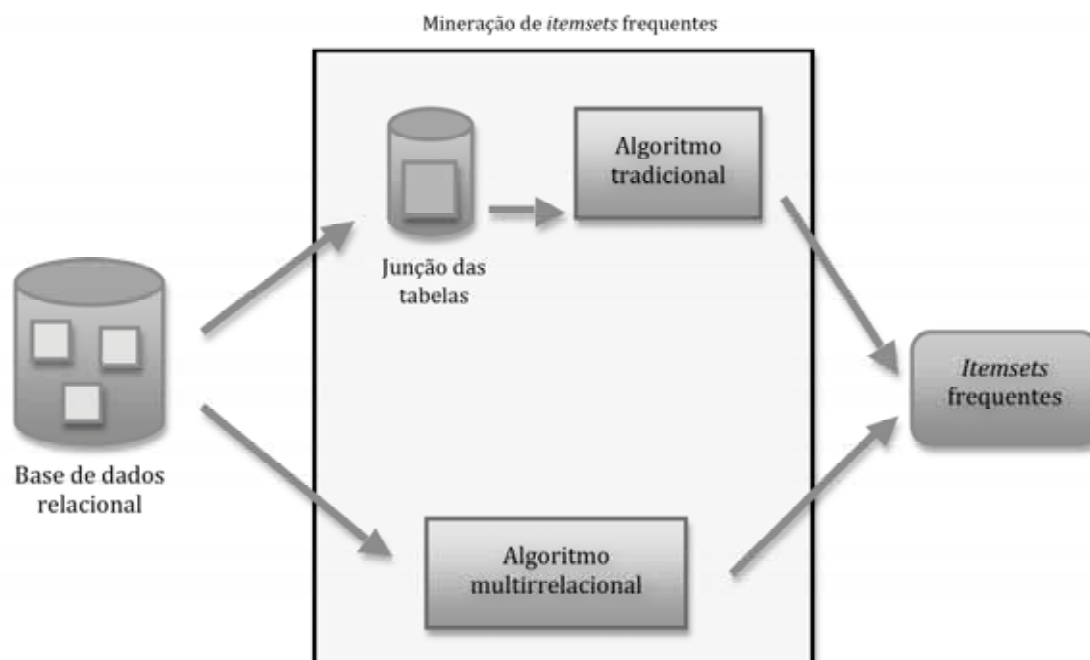 Mineração de itemsets frequentes
Algoritmo
tradicional
Junção das
tabelas
Itemsets
frequentes
Base de dados
relacional
Algoritmo
multirrelacional